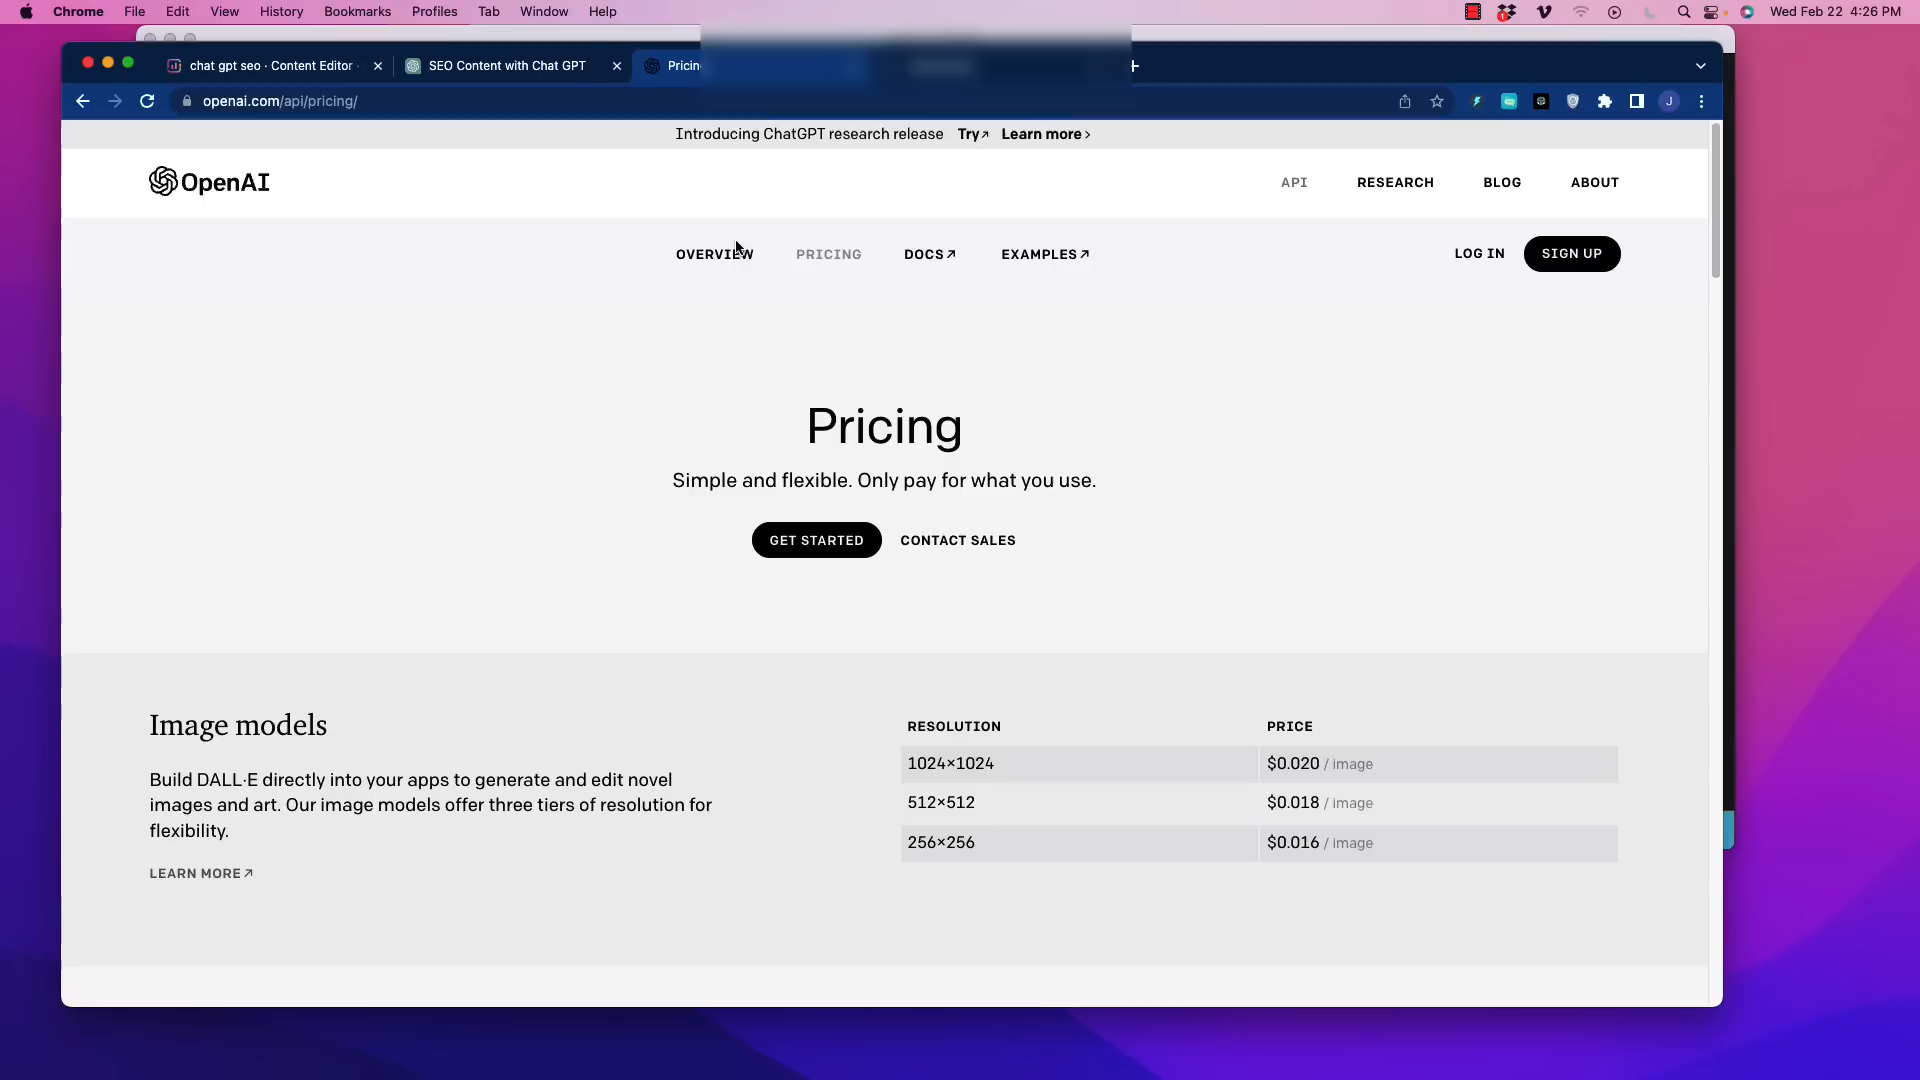 Chrome File Edit View History Bookmarks Profiles Tab Window Help Wed Feb 22 4:26 PM
chat gpt seo · Content Editor · SEO Content with Chat GPT Pricin
openai.com/api/pricing/ J
Introducing ChatGPT research release Try↗ Learn more ›
OpenAI API RESEARCH BLOG ABOUT
OVERVIEW PRICING DOCS↗ EXAMPLES↗ LOG IN SIGN UP
Pricing
Simple and flexible. Only pay for what you use.
GET STARTED CONTACT SALES
Image models
Build DALL·E directly into your apps to generate and edit novel
images and art. Our image models offer three tiers of resolution for
flexibility.
LEARN MORE↗
RESOLUTION PRICE
1024×1024 $0.020 / image
512×512 $0.018 / image
256×256 $0.016 / image